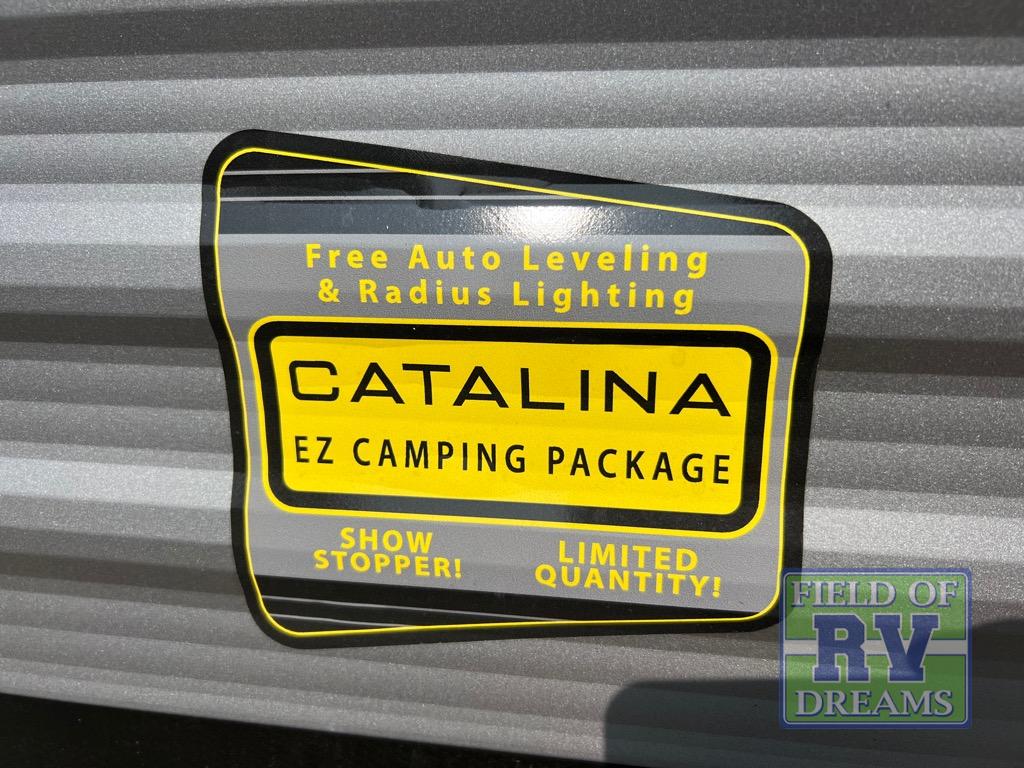 Free Auto Leveling
& Radius Lighting
CATALINA
EZ CAMPING PACKAGE
SHOW
STOPPER!
LIMITED
QUANTITY!
FIELD OF
RV
DREAMS